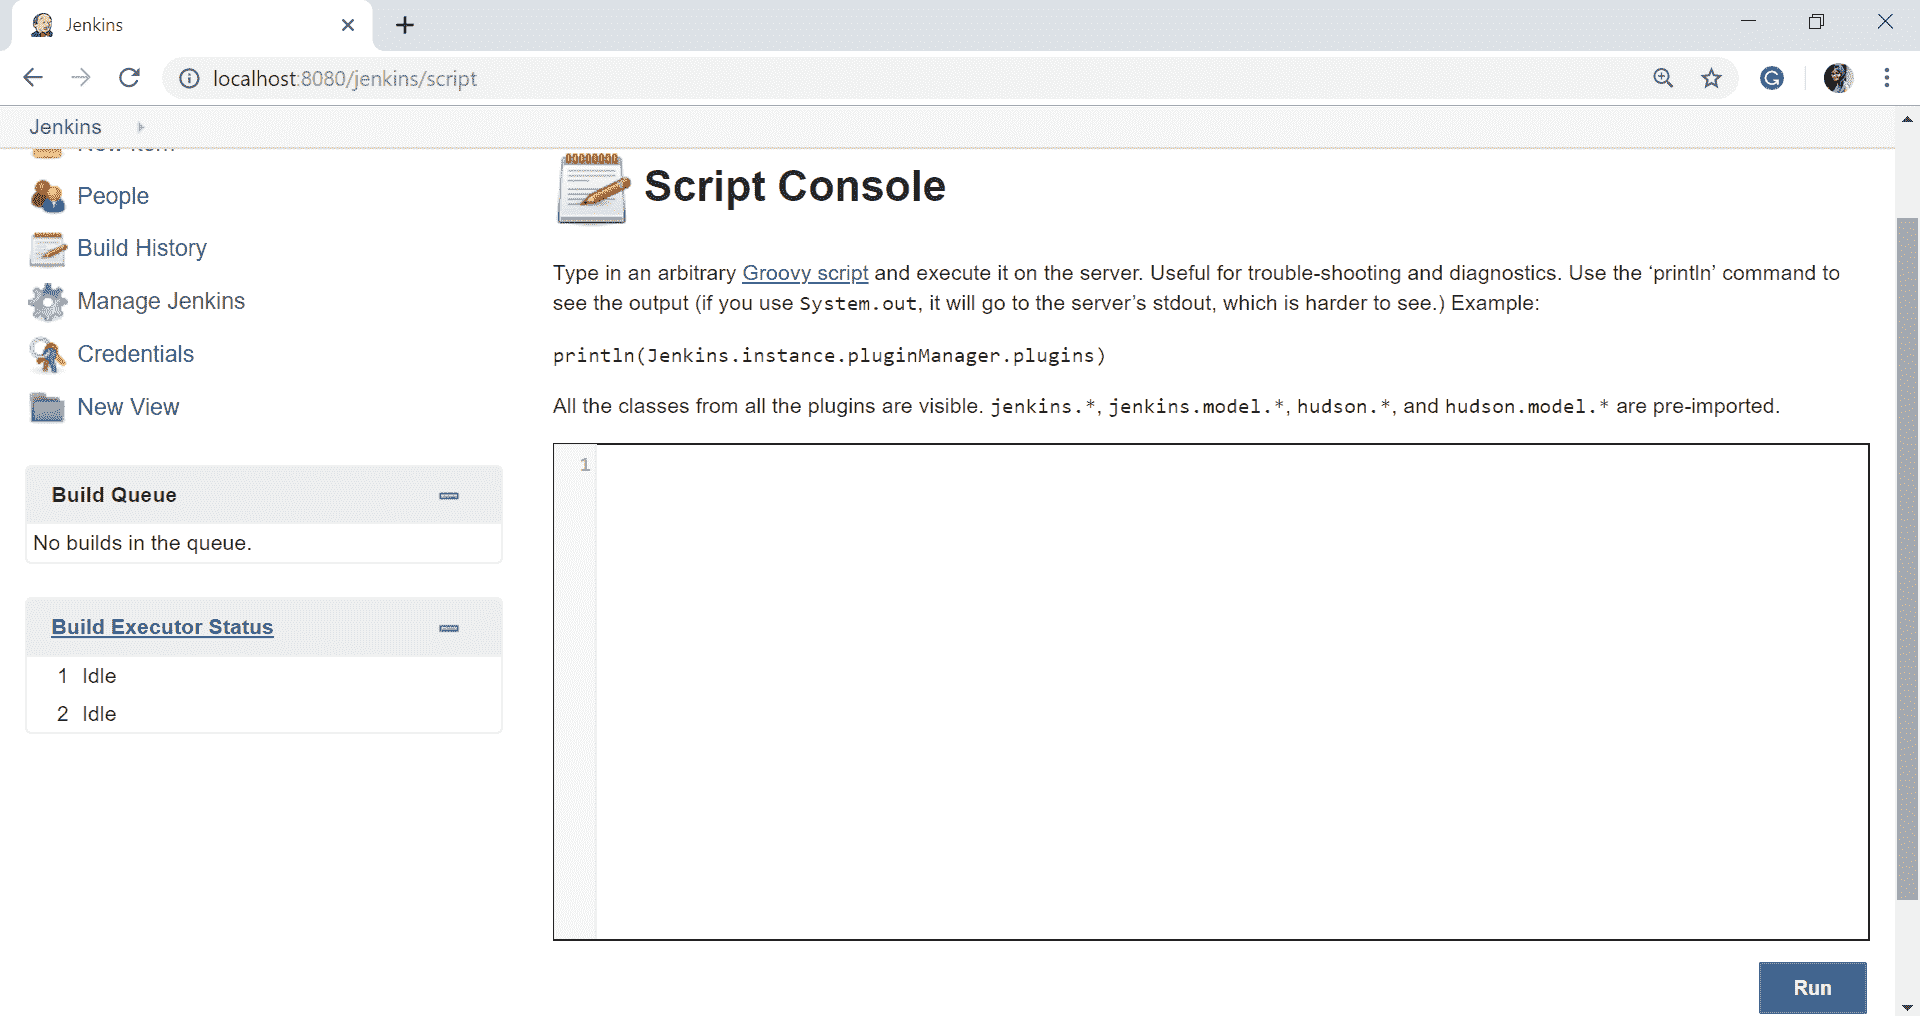 Jenkins
localhost:8080/jenkins/script
Jenkins
New Item
People
Build History
Manage Jenkins
Credentials
New View
Build Queue
No builds in the queue.
Build Executor Status
1 Idle
2 Idle
Script Console
Type in an arbitrary Groovy script and execute it on the server. Useful for trouble-shooting and diagnostics. Use the ‘println’ command to
see the output (if you use System.out, it will go to the server’s stdout, which is harder to see.) Example:
println(Jenkins.instance.pluginManager.plugins)
All the classes from all the plugins are visible. jenkins.*, jenkins.model.*, hudson.*, and hudson.model.* are pre-imported.
1
Run